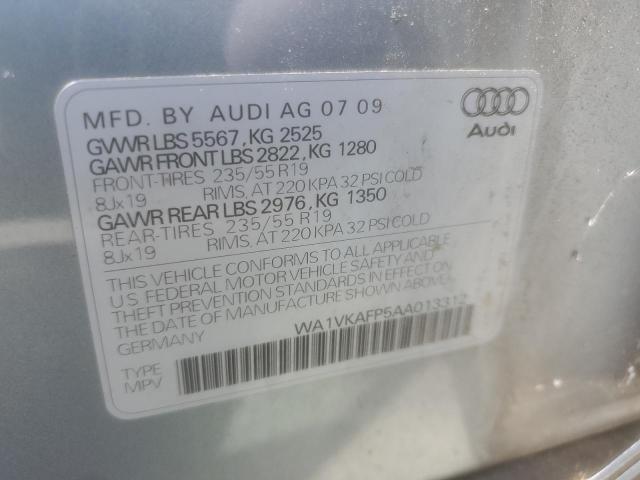 MFD. BY AUDI AG 07 09
GVWR LBS 5567, KG 2525
GAWR FRONT LBS 2822, KG 1280
FRONT-TIRES 235/55 R19
8Jx19 RIMS, AT 220 KPA 32 PSI COLD
GAWR REAR LBS 2976, KG 1350
REAR-TIRES 235/55 R19
8Jx19 RIMS, AT 220 KPA 32 PSI COLD
THIS VEHICLE CONFORMS TO ALL APPLICABLE
U.S. FEDERAL MOTOR VEHICLE SAFETY AND
THEFT PREVENTION STANDARDS IN EFFECT ON
THE DATE OF MANUFACTURE SHOWN ABOVE.
GERMANY
WA1VKAFP5AA013312
TYPE
MPV
Audi